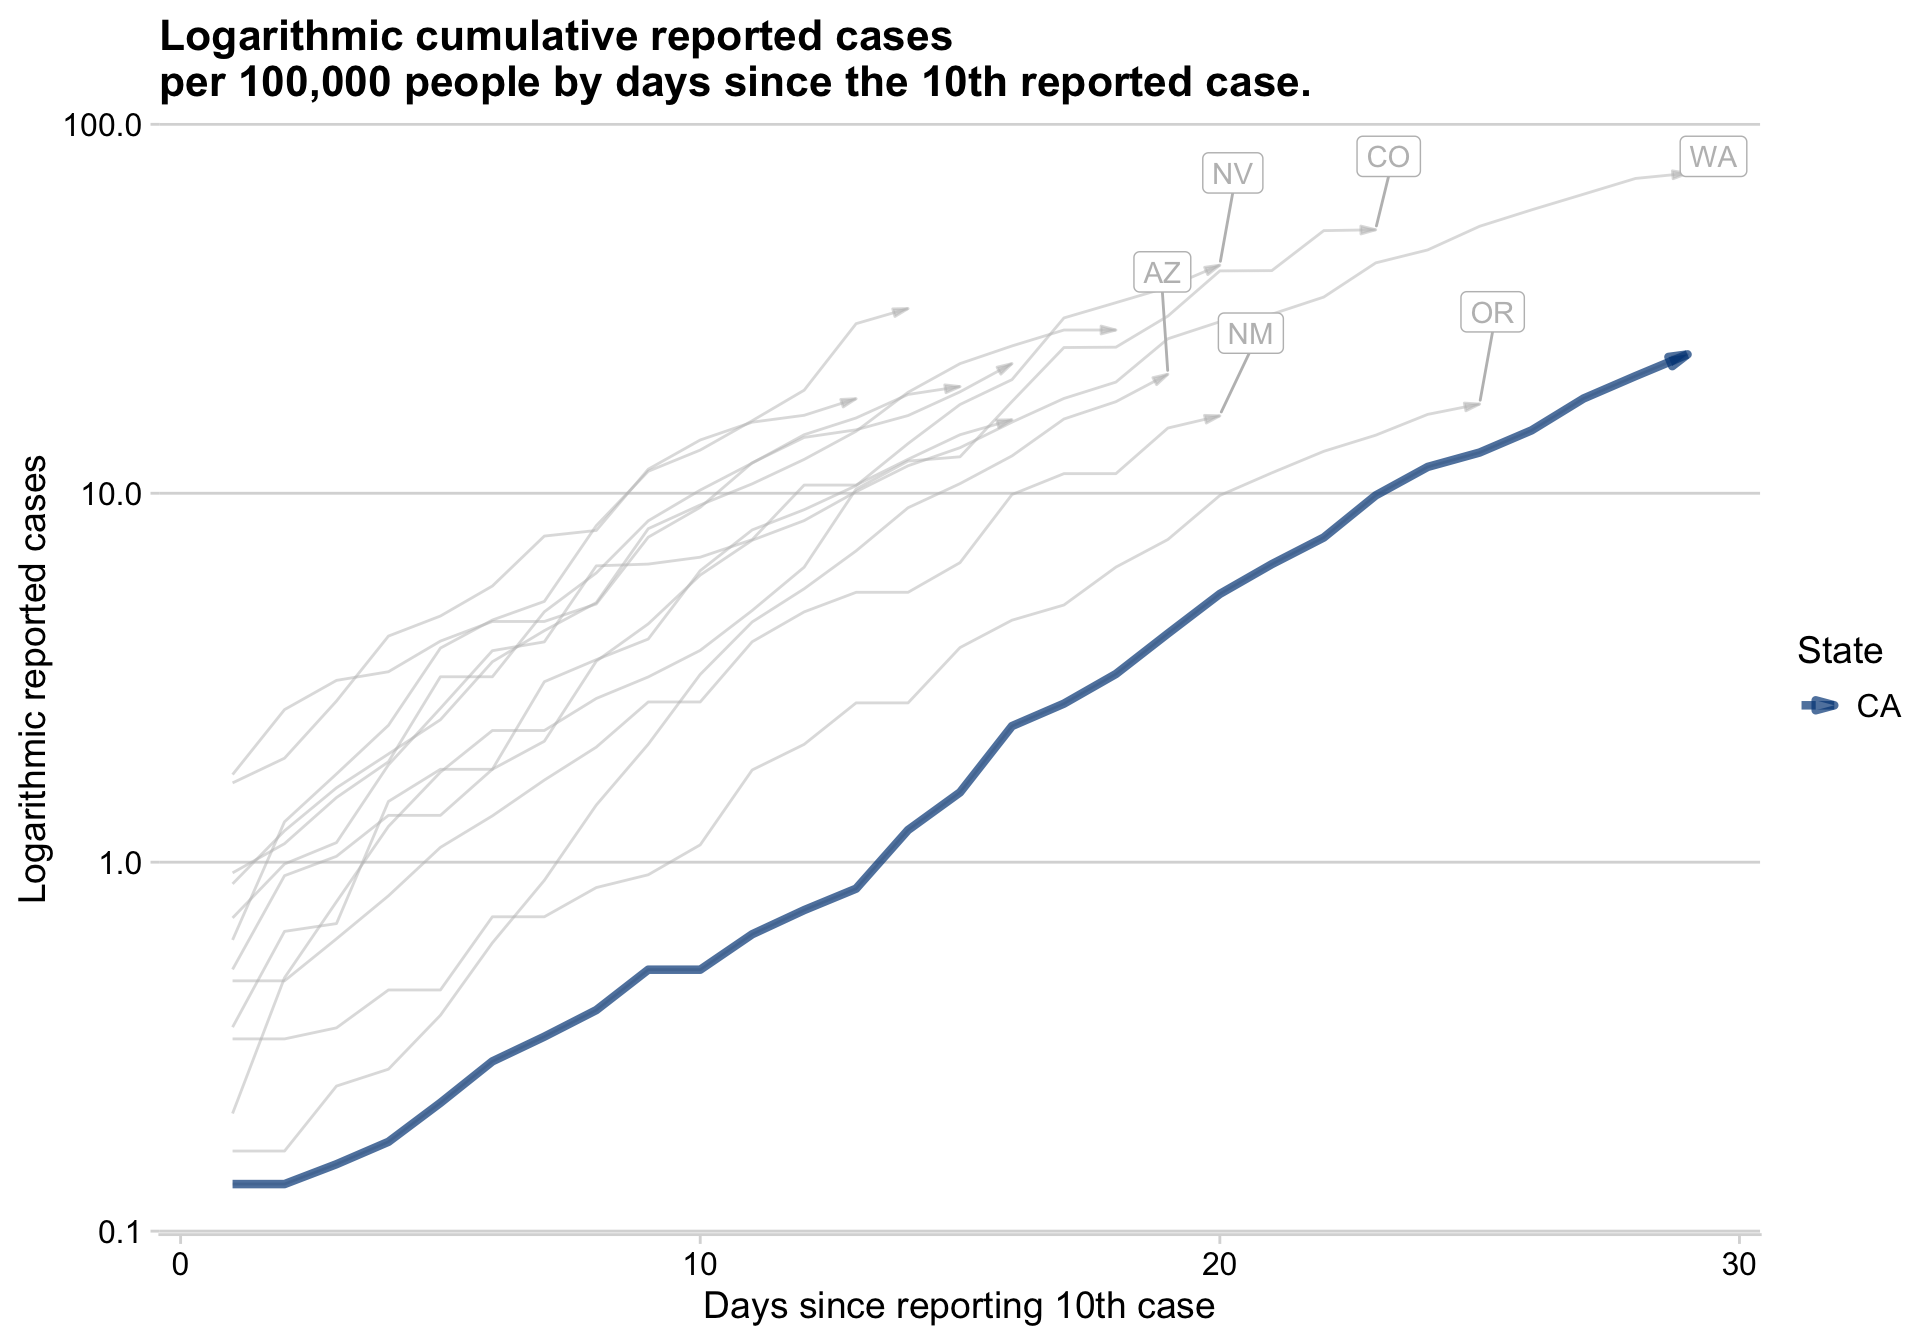 Logarithmic cumulative reported cases
per 100,000 people by days since the 10th reported case.
100.0
10.0
1.0
0.1
Logarithmic reported cases
NV
CO
WA
AZ
NM
OR
State
CA
0
10
20
30
Days since reporting 10th case